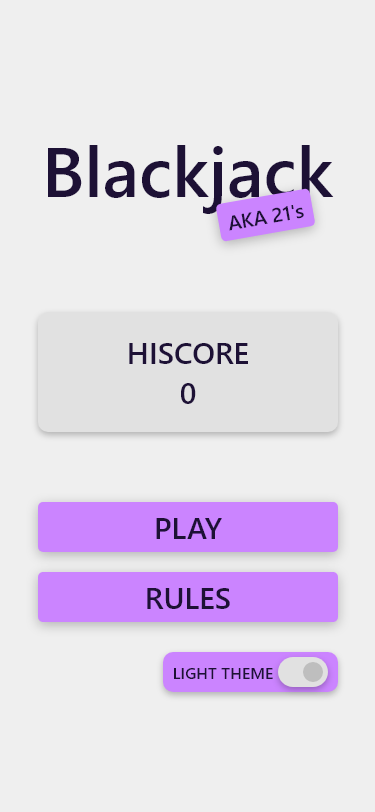 Blackjack
AKA 21's
HISCORE
0
PLAY
RULES
LIGHT THEME